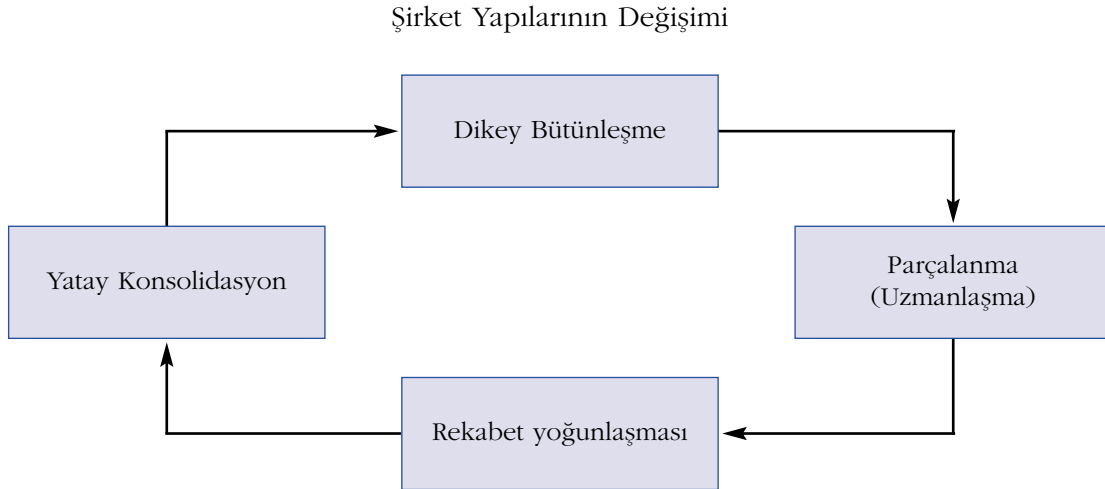 Şirket Yapılarının Değişimi
Dikey Bütünleşme
Yatay Konsolidasyon
Parçalanma
(Uzmanlaşma)
Rekabet yoğunlaşması